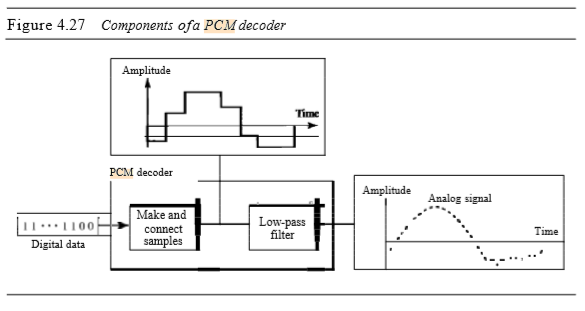 Figure 4.27 Components ofa PCM decoder
Amplitude
Time
PCM decoder
11 ••• 1100
Digital data
Make and
connect
samples
Low-pass
filter
Amplitude
Analog signal
Time